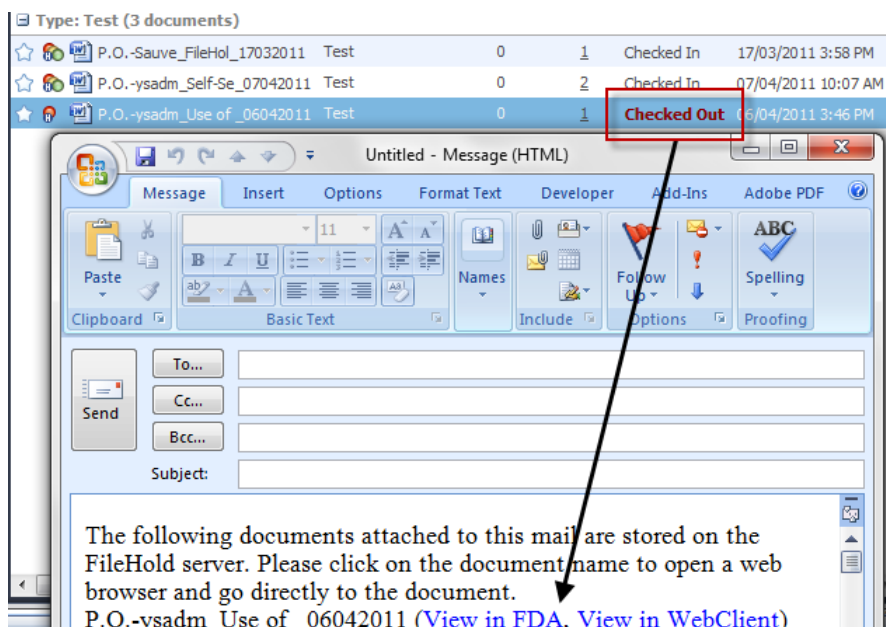 Type: Test (3 documents)
P.O.-Sauve_FileHol_17032011 Test 0 1 Checked In 17/03/2011 3:58 PM
P.O.-ysadm_Self-Se_07042011 Test 0 2 Checked In 07/04/2011 10:07 AM
P.O.-ysadm_Use of _06042011 Test 0 1 Checked Out 06/04/2011 3:46 PM
Untitled - Message (HTML)
Message Insert Options Format Text Developer Add-Ins Adobe PDF
11 A A ABC
Paste B I U Names Follow Up Spelling
ab A Aa
Clipboard Basic Text Include Options Proofing
To...
Send
Cc...
Bcc...
Subject:
The following documents attached to this mail are stored on the
FileHold server. Please click on the document name to open a web
browser and go directly to the document.
P.O.-ysadm_Use of _06042011 (View in FDA, View in WebClient)